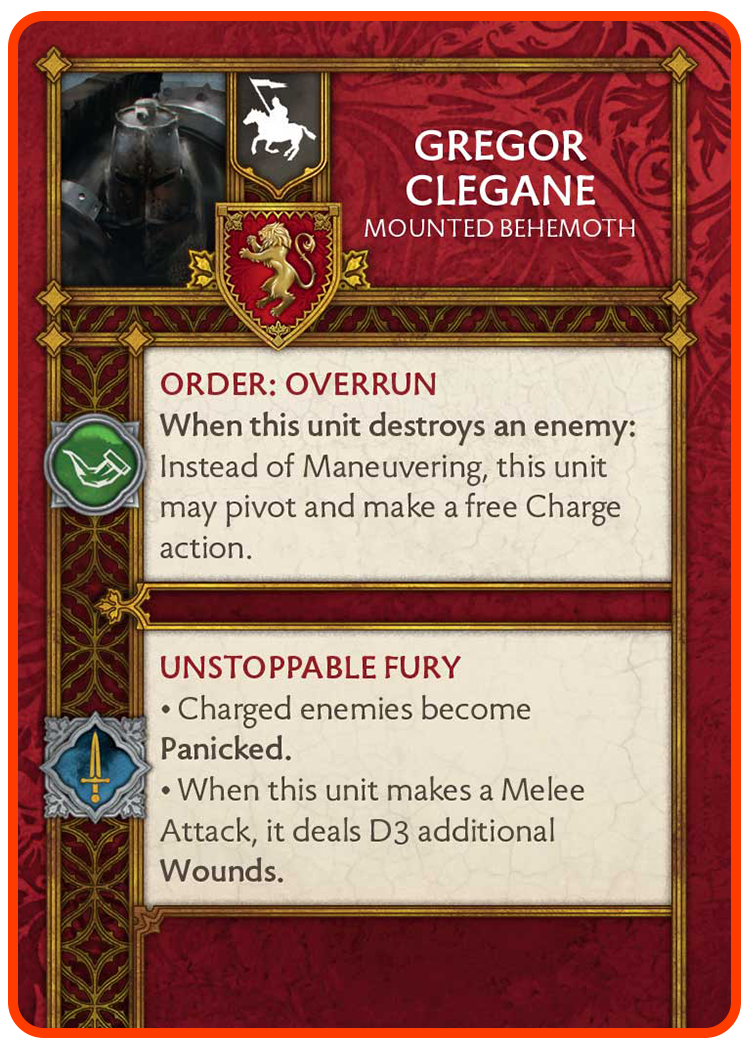 GREGOR
CLEGANE
MOUNTED BEHEMOTH
ORDER: OVERRUN
When this unit destroys an enemy:
Instead of Maneuvering, this unit
may pivot and make a free Charge
action.
UNSTOPPABLE FURY
• Charged enemies become
Panicked.
• When this unit makes a Melee
Attack, it deals D3 additional
Wounds.